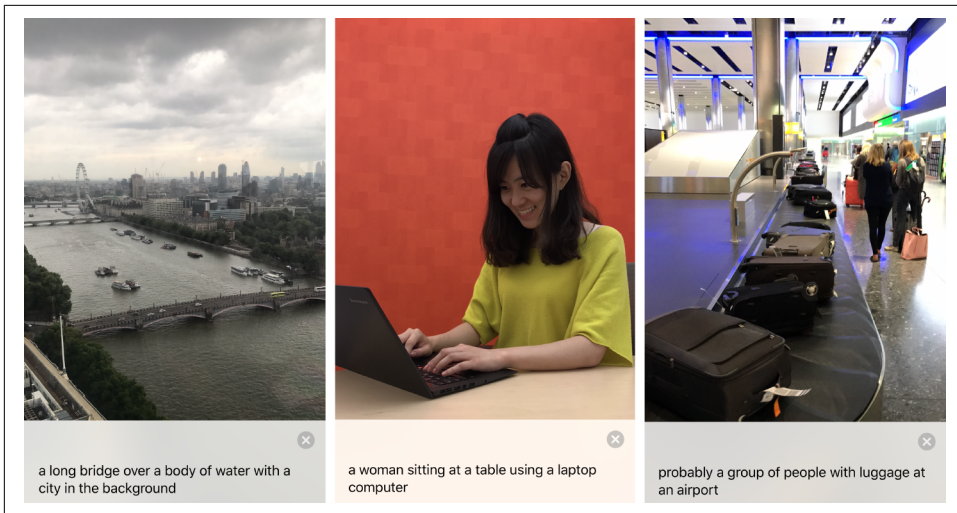 a long bridge over a body of water with a
city in the background
a woman sitting at a table using a laptop
computer
probably a group of people with luggage at
an airport